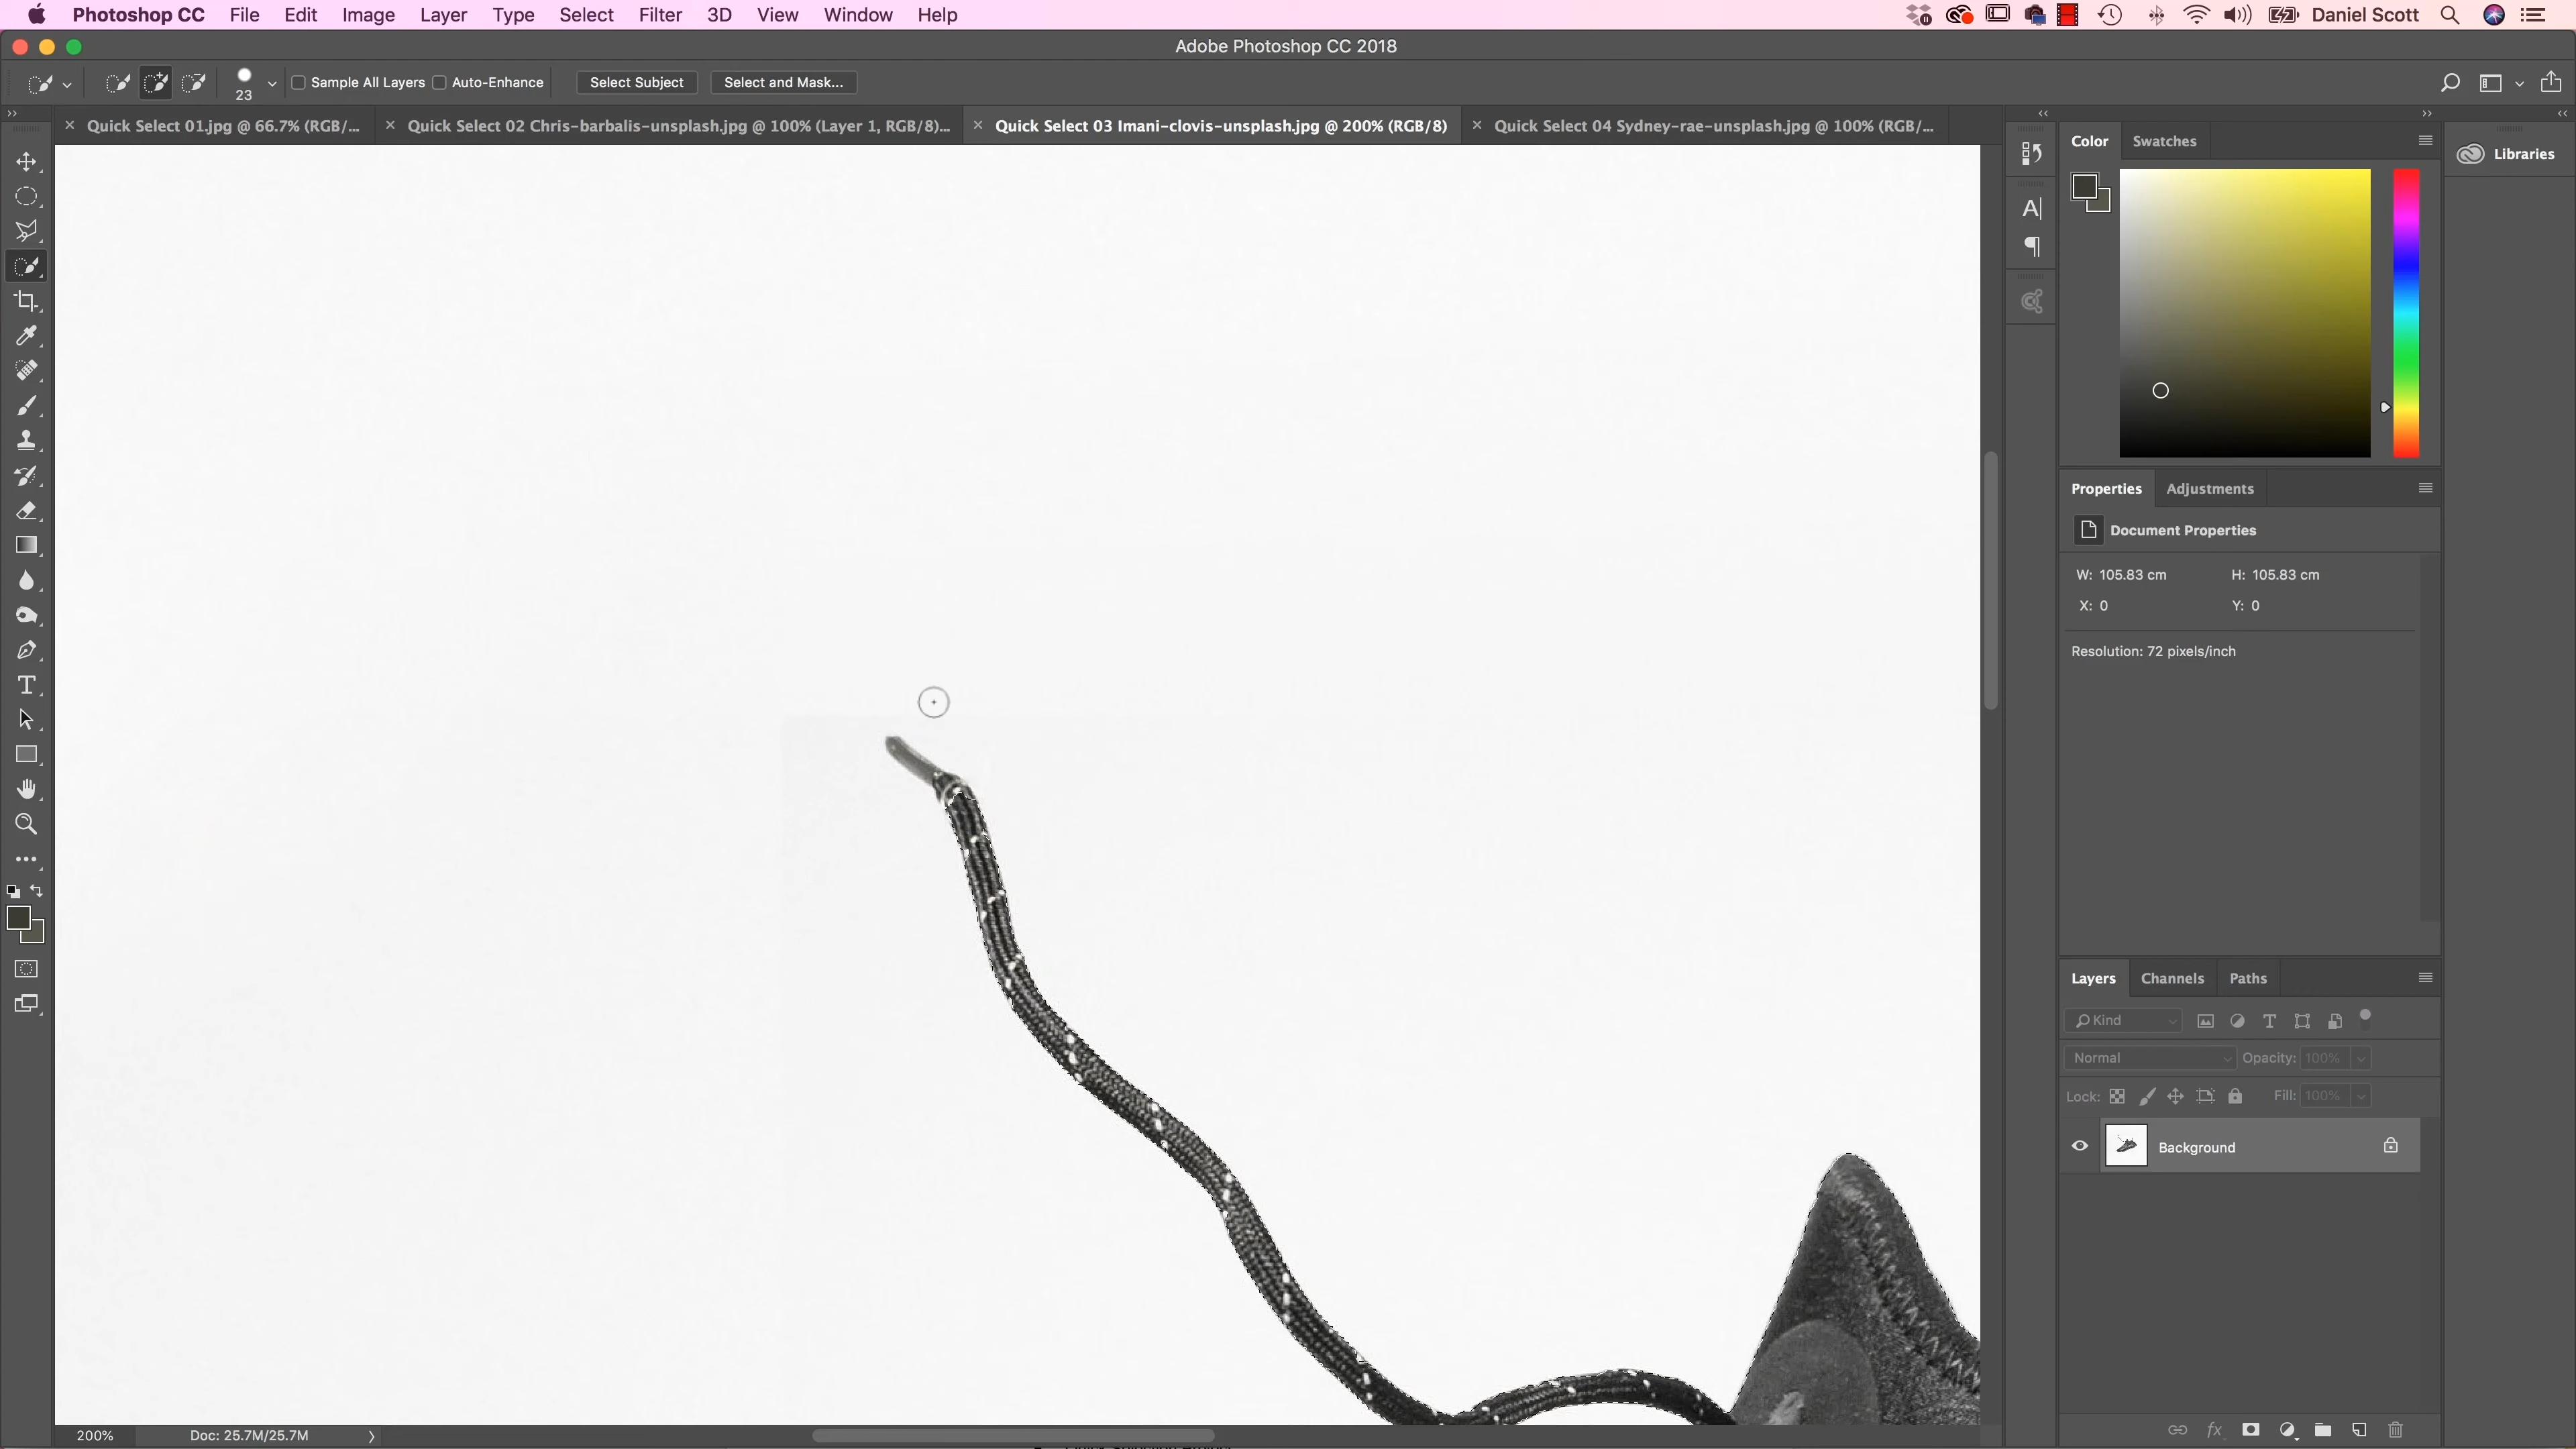 Photoshop CC File Edit Image Layer Type Select Filter 3D View Window Help Daniel Scott
Adobe Photoshop CC 2018
23 Sample All Layers Auto-Enhance Select Subject Select and Mask...
Quick Select 01.jpg @ 66.7% (RGB/... Quick Select 02 Chris-barbalis-unsplash.jpg @ 100% (Layer 1, RGB/8)... Quick Select 03 Imani-clovis-unsplash.jpg @ 200% (RGB/8) Quick Select 04 Sydney-rae-unsplash.jpg @ 100% (RGB/...
Color Swatches
Libraries
Properties Adjustments
Document Properties
W: 105.83 cm H: 105.83 cm
X: 0 Y: 0
Resolution: 72 pixels/inch
Layers Channels Paths
Kind
Normal Opacity: 100%
Lock: Fill: 100%
Background
200% Doc: 25.7M/25.7M